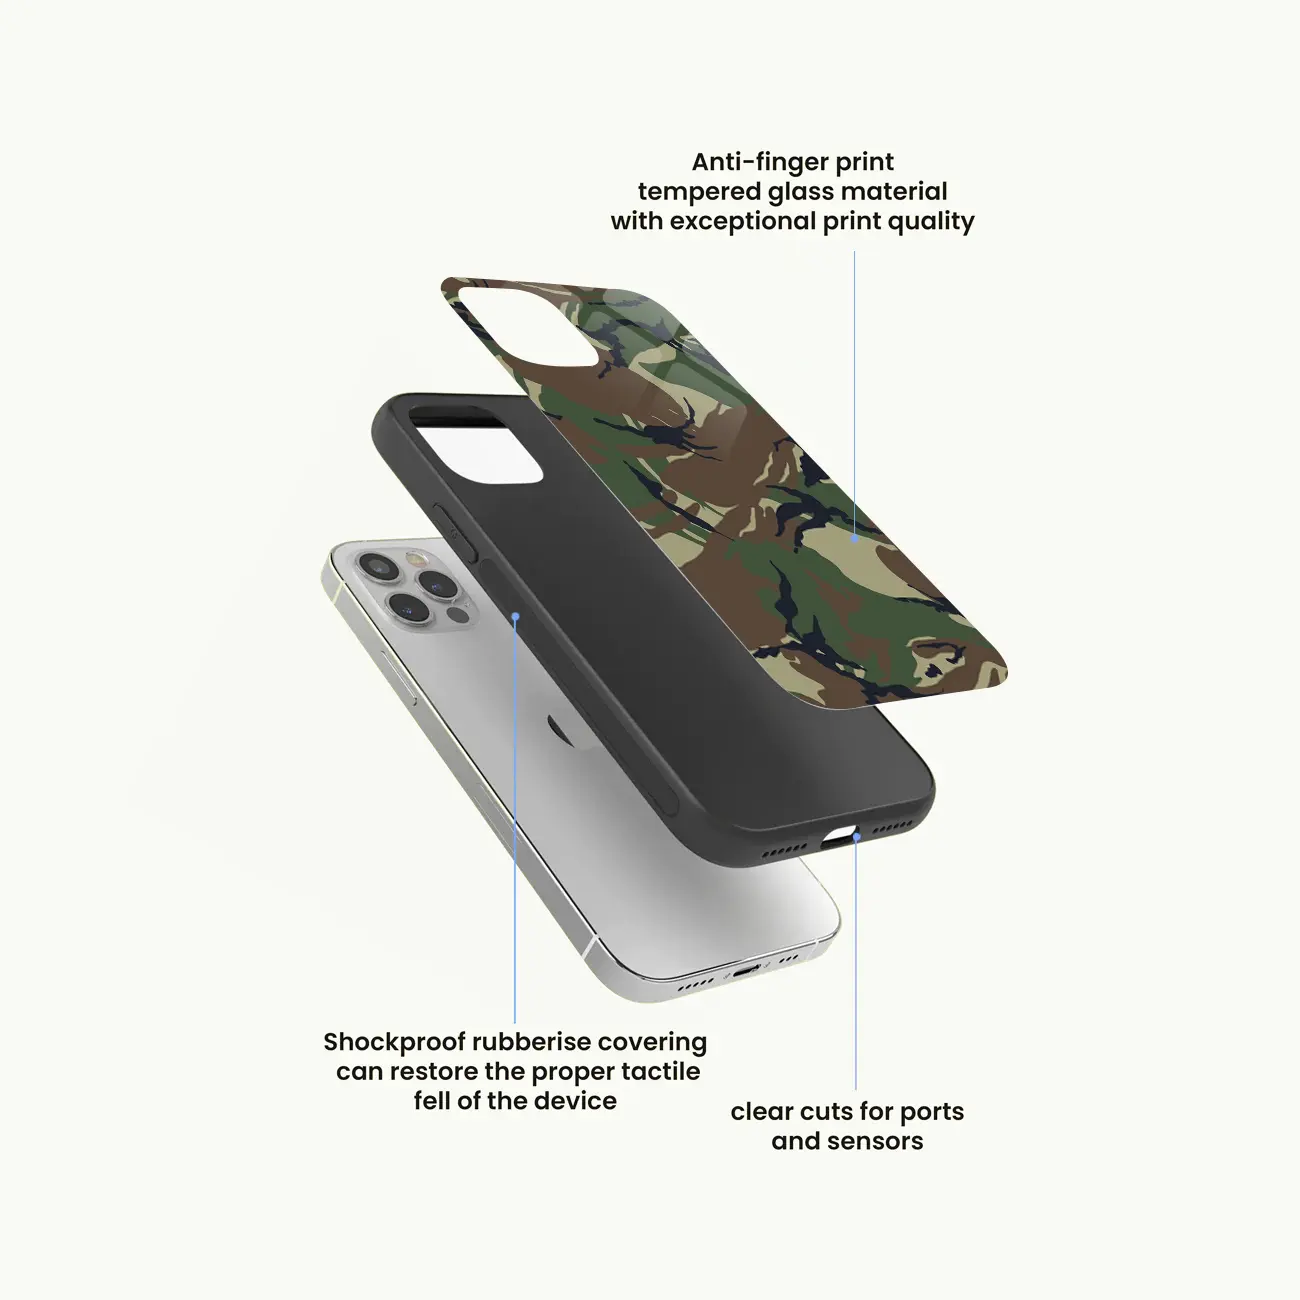 Anti-finger print
tempered glass material
with exceptional print quality
Shockproof rubberise covering
can restore the proper tactile
fell of the device
clear cuts for ports
and sensors